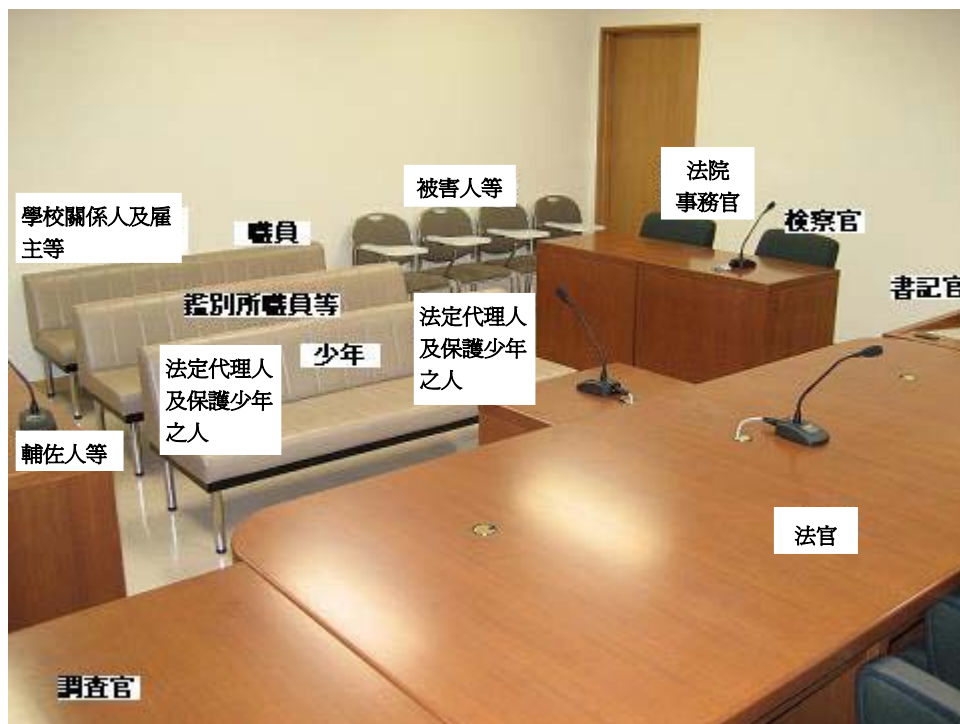 法院
事務官
被害人等
検察官
學校關係人及雇
主等
職員
書記官
鑑別所職員等
法定代理人
及保護少年
之人
少年
法定代理人
及保護少年
之人
輔佐人等
法官
調査官